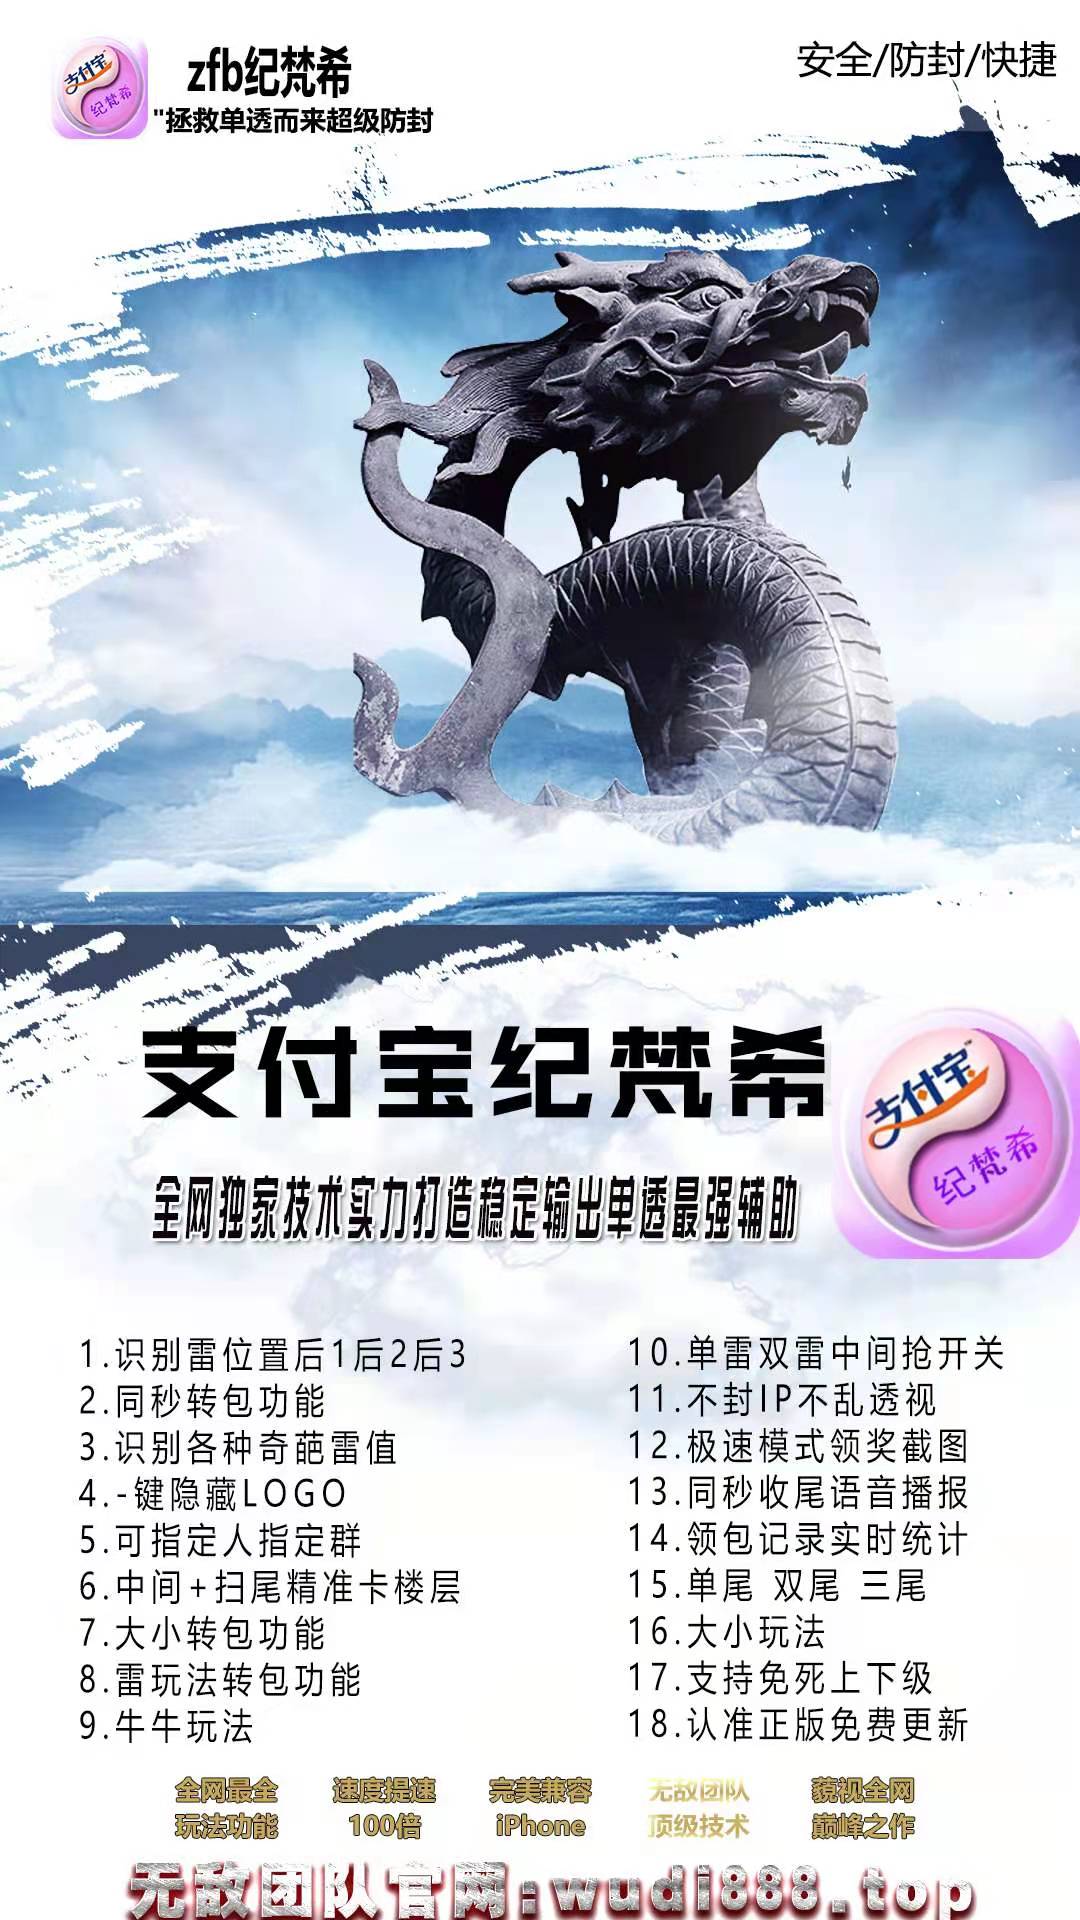 支付宝
纪梵希
zfb纪梵希
"拯救单透而来超级防封
安全/防封/快捷
支付宝纪梵希
支付宝™
纪梵希
全网独家技术实力打造稳定输出单透最强辅助
1.识别雷位置后1后2后3
2.同秒转包功能
3.识别各种奇葩雷值
4.-键隐藏LOGO
5.可指定人指定群
6.中间+扫尾精准卡楼层
7.大小转包功能
8.雷玩法转包功能
9.牛牛玩法
10.单雷双雷中间抢开关
11.不封IP不乱透视
12.极速模式领奖截图
13.同秒收尾语音播报
14.领包记录实时统计
15.单尾 双尾 三尾
16.大小玩法
17.支持免死上下级
18.认准正版免费更新
全网最全
玩法功能
速度提速
100倍
完美兼容
iPhone
无敌团队
顶级技术
藐视全网
巅峰之作
无敌团队官网:wudi888.top